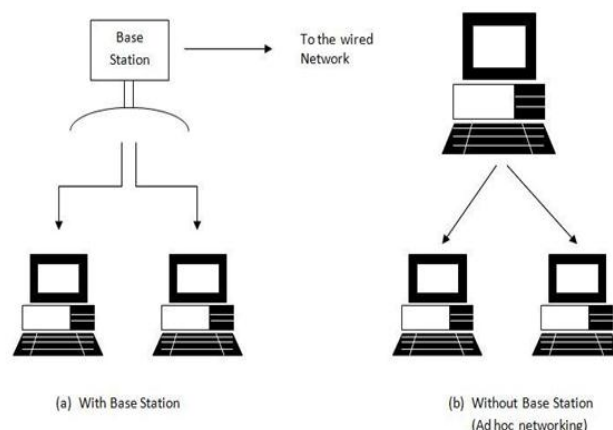 Base
Station
To the wired
Network
(a) With Base Station
(b) Without Base Station
(Ad hoc networking)